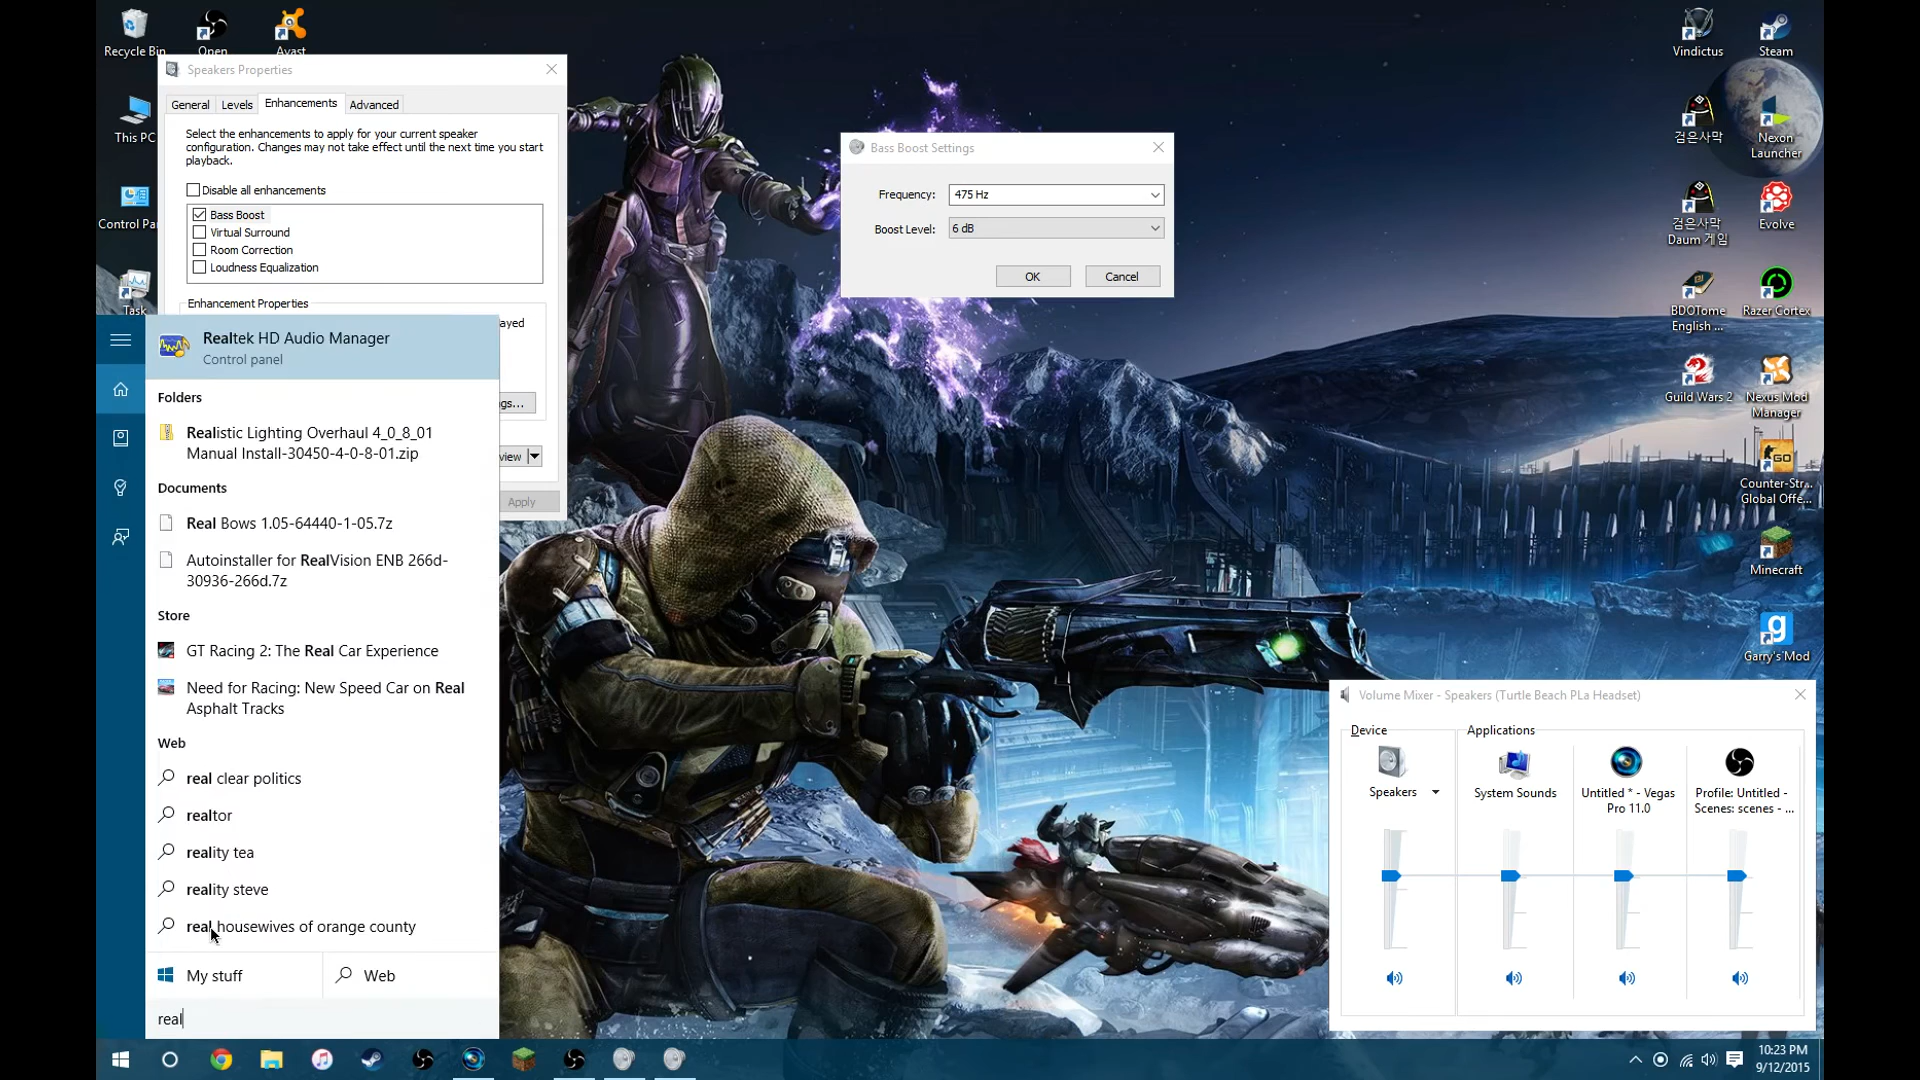 Recycle Bin
Open
Avast
Speakers Properties
General
Levels
Enhancements
Advanced
Select the enhancements to apply for your current speaker
configuration. Changes may not take effect until the next time you start
playback.
Disable all enhancements
Bass Boost
Virtual Surround
Room Correction
Loudness Equalization
Enhancement Properties
ayed
gs...
view
Apply
This PC
Control Pa
Task
Realtek HD Audio Manager
Control panel
Folders
Realistic Lighting Overhaul 4_0_8_01
Manual Install-30450-4-0-8-01.zip
Documents
Real Bows 1.05-64440-1-05.7z
Autoinstaller for RealVision ENB 266d-
30936-266d.7z
Store
GT Racing 2: The Real Car Experience
Need for Racing: New Speed Car on Real
Asphalt Tracks
Web
real clear politics
realtor
reality tea
reality steve
real housewives of orange county
My stuff
Web
real
Bass Boost Settings
Frequency:
475 Hz
Boost Level:
6 dB
OK
Cancel
Vindictus
Steam
검은사막
Nexon
Launcher
검은사막
Daum 게임
Evolve
BDOTome
English ...
Razer Cortex
Guild Wars 2
Nexus Mod
Manager
GO
Counter-Str...
Global Offe...
Minecraft
g
Garry's Mod
Volume Mixer - Speakers (Turtle Beach PLa Headset)
Device
Applications
Speakers
System Sounds
Untitled * - Vegas
Pro 11.0
Profile: Untitled -
Scenes: scenes - ...
10:23 PM
9/12/2015